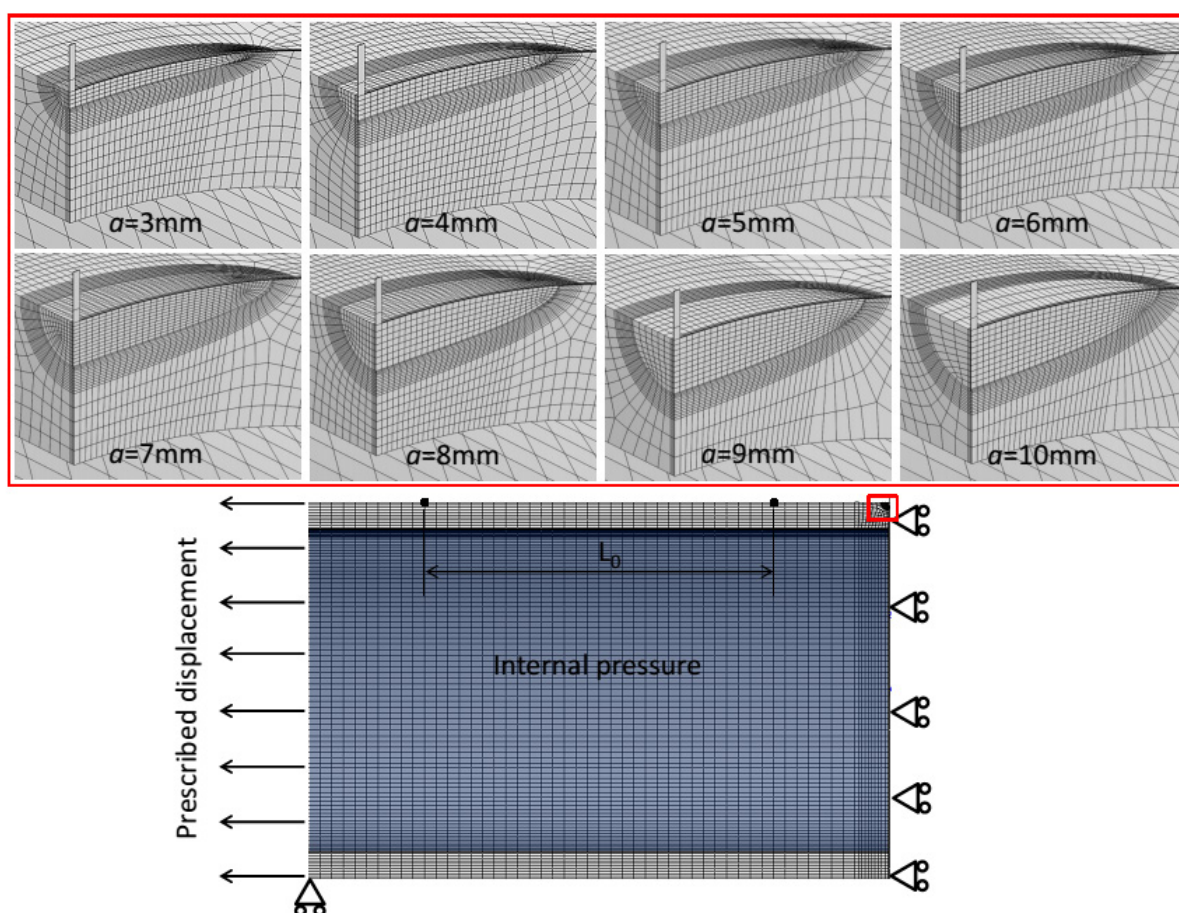 a=3mm
a=4mm
a=5mm
a=6mm
a=7mm
a=8mm
a=9mm
a=10mm
Prescribed displacement
L₀
Internal pressure